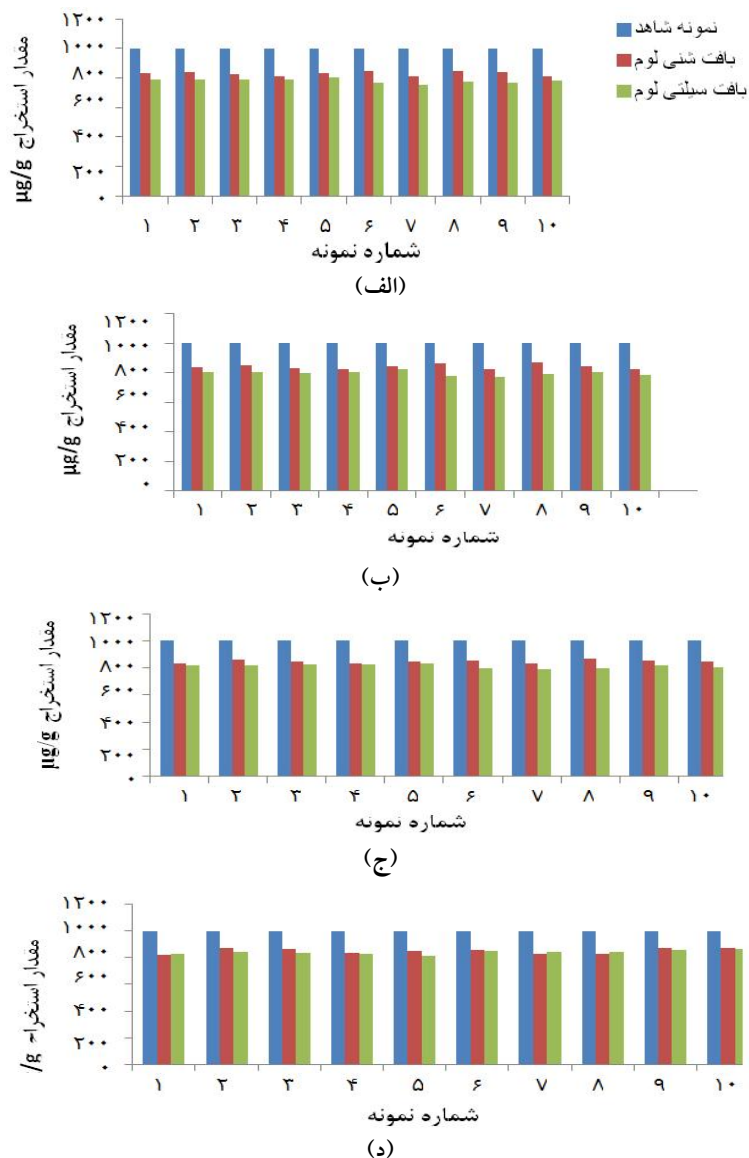 نمونه شاهد
بافت شنی لوم
بافت سیلتی لوم
مقدار استخراج µg/g
۱۲۰۰
۱۰۰۰
۸۰۰
۶۰۰
۴۰۰
۲۰۰
۰
۱ ۲ ۳ ۴ ۵ ۶ ۷ ۸ ۹ ۱۰
شماره نمونه
(الف)
مقدار استخراج µg/g
۱۲۰۰
۱۰۰۰
۸۰۰
۶۰۰
۴۰۰
۲۰۰
۰
۱ ۲ ۳ ۴ ۵ ۶ ۷ ۸ ۹ ۱۰
شماره نمونه
(ب)
مقدار استخراج µg/g
۱۲۰۰
۱۰۰۰
۸۰۰
۶۰۰
۴۰۰
۲۰۰
۰
۱ ۲ ۳ ۴ ۵ ۶ ۷ ۸ ۹ ۱۰
شماره نمونه
(ج)
مقدار استخراج g/
۱۲۰۰
۱۰۰۰
۸۰۰
۶۰۰
۴۰۰
۲۰۰
۰
۱ ۲ ۳ ۴ ۵ ۶ ۷ ۸ ۹ ۱۰
شماره نمونه
(د)